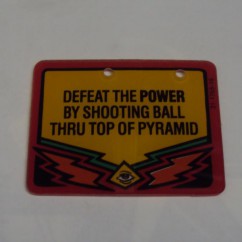 DEFEAT THE POWER
BY SHOOTING BALL
THRU TOP OF PYRAMID